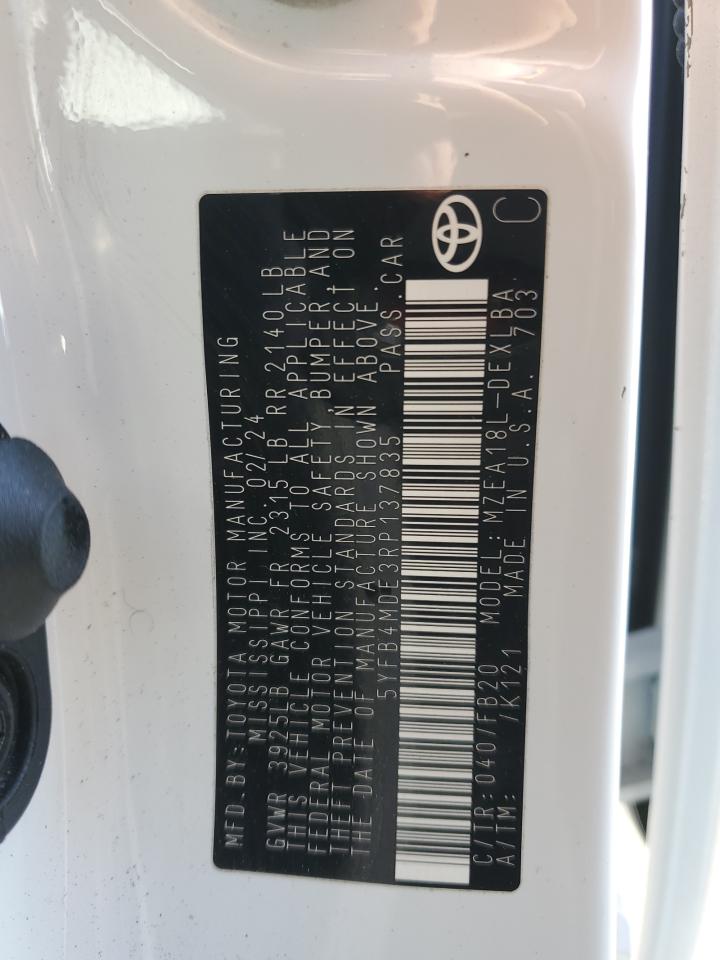 MFD. BY: TOYOTA MOTOR MANUFACTURING
MISSISSIPPI INC. 02/24
GVWR 3925LB GAWR FR 2315 LB RR 2140 LB
THIS VEHICLE CONFORMS TO ALL APPLICABLE
FEDERAL MOTOR VEHICLE SAFETY, BUMPER AND
THEFT PREVENTION STANDARDS IN EFFECT ON
THE DATE OF MANUFACTURE SHOWN ABOVE.
5YFB4MDE3RP137835 PASS. CAR
C/TR: 040/FB20 MODEL: MZEA18L-DEXLBA
A/TM: /K121 MADE IN U.S.A. 703
C